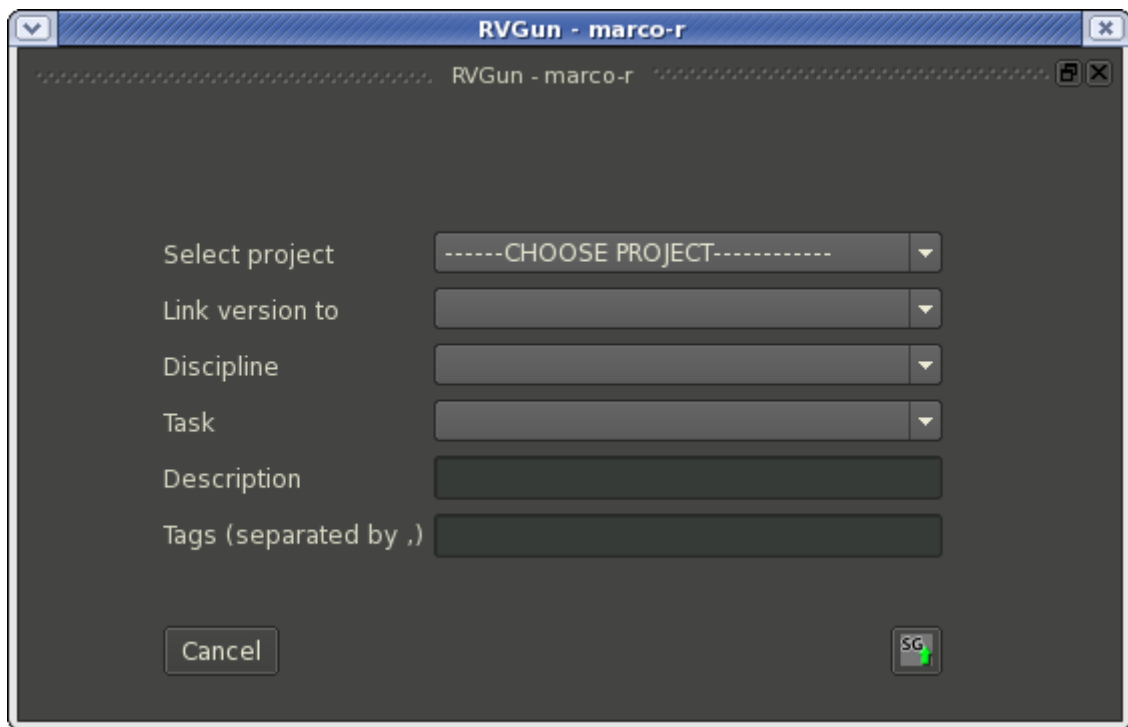 RVGun - marco-r
RVGun - marco-r
Select project ------CHOOSE PROJECT------------
Link version to
Discipline
Task
Description
Tags (separated by ,)
Cancel SG